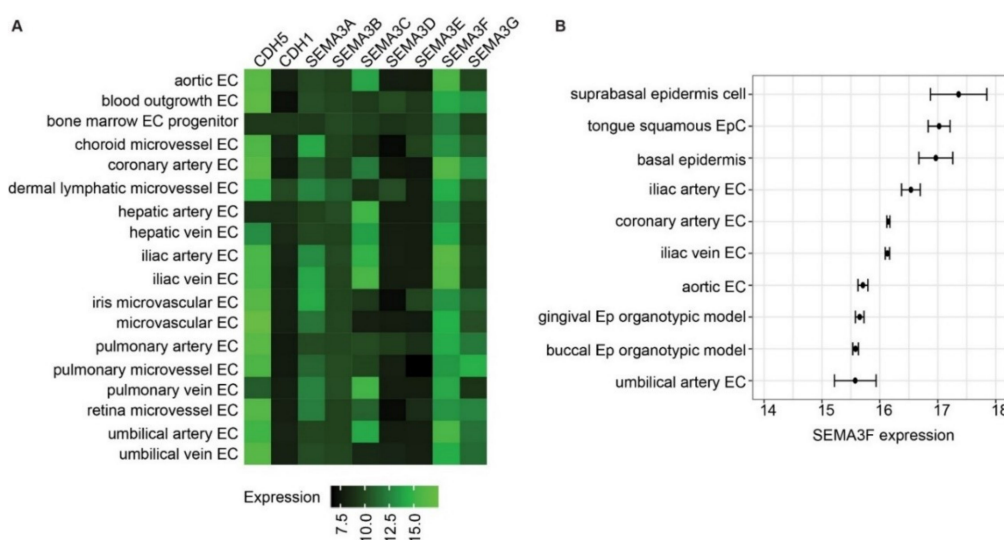 A
CDH5
CDH1
SEMA3A
SEMA3B
SEMA3C
SEMA3D
SEMA3E
SEMA3F
SEMA3G
aortic EC
blood outgrowth EC
bone marrow EC progenitor
choroid microvessel EC
coronary artery EC
dermal lymphatic microvessel EC
hepatic artery EC
hepatic vein EC
iliac artery EC
iliac vein EC
iris microvascular EC
microvascular EC
pulmonary artery EC
pulmonary microvessel EC
pulmonary vein EC
retina microvessel EC
umbilical artery EC
umbilical vein EC
Expression
7.5
10.0
12.5
15.0
B
suprabasal epidermis cell
tongue squamous EpC
basal epidermis
iliac artery EC
coronary artery EC
iliac vein EC
aortic EC
gingival Ep organotypic model
buccal Ep organotypic model
umbilical artery EC
14 15 16 17 18
SEMA3F expression